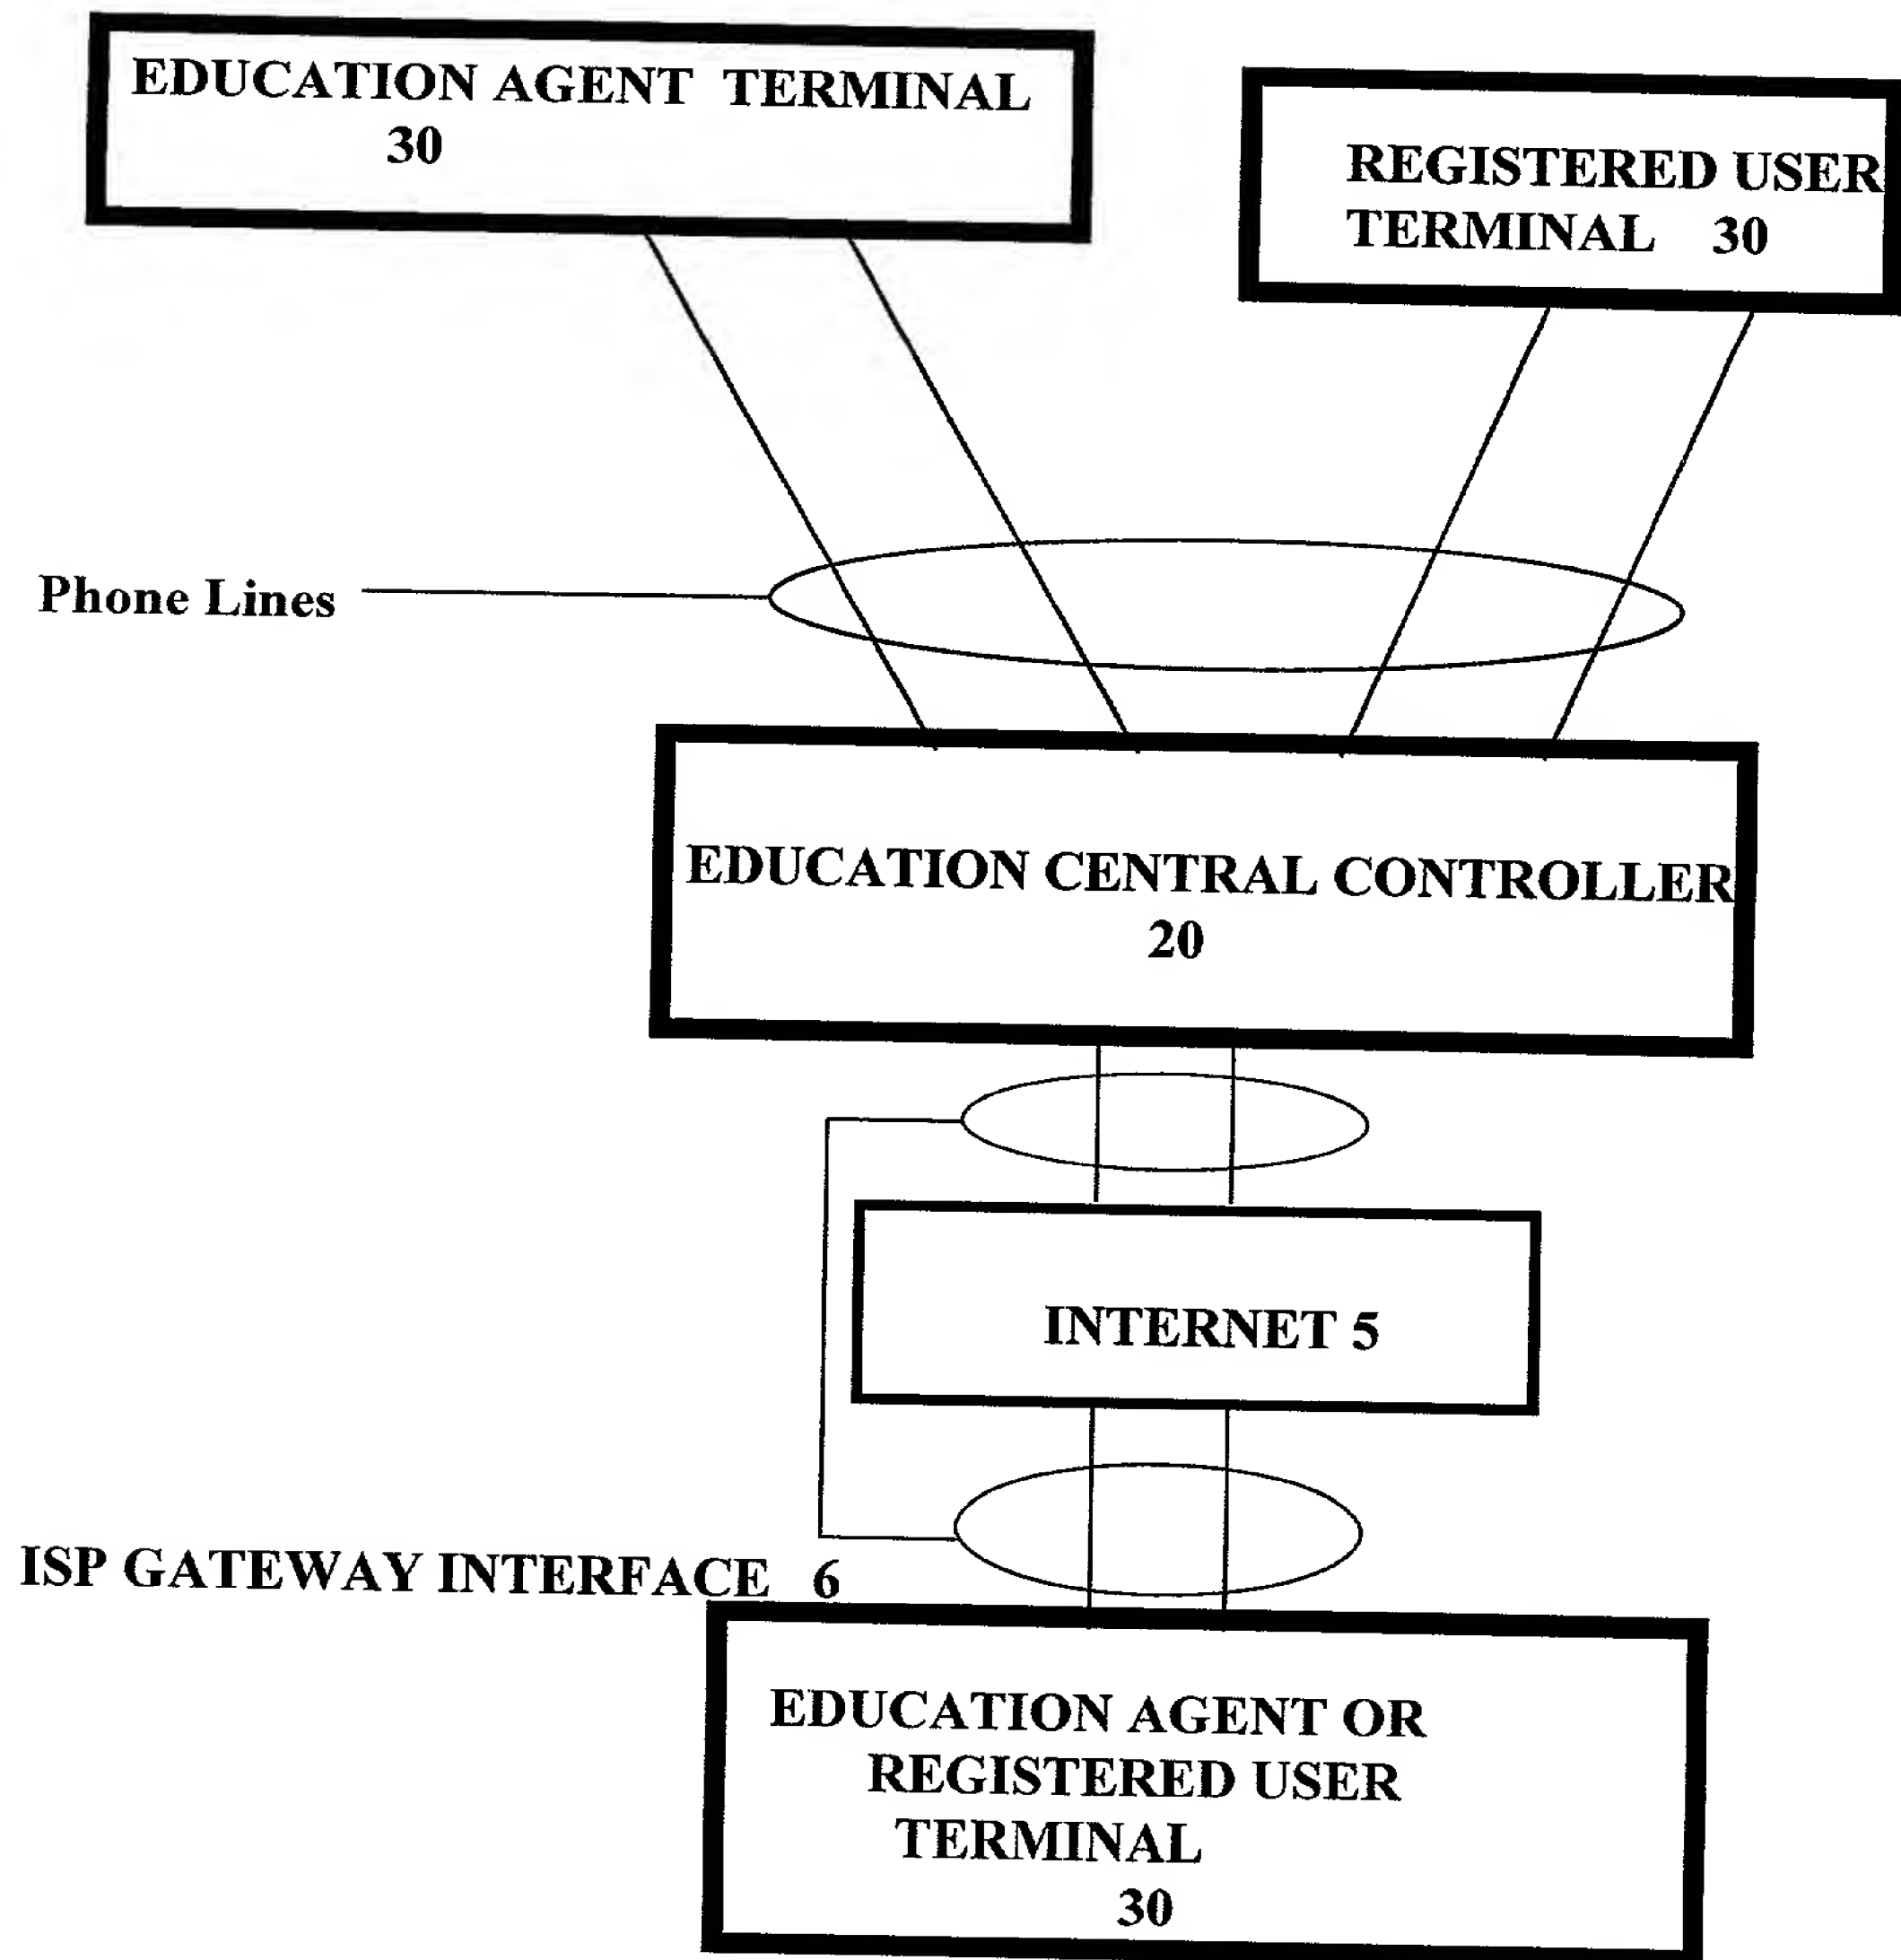 EDUCATION AGENT TERMINAL
30
REGISTERED USER
TERMINAL 30
Phone Lines
EDUCATION CENTRAL CONTROLLER
20
INTERNET 5
ISP GATEWAY INTERFACE 6
EDUCATION AGENT OR
REGISTERED USER
TERMINAL
30